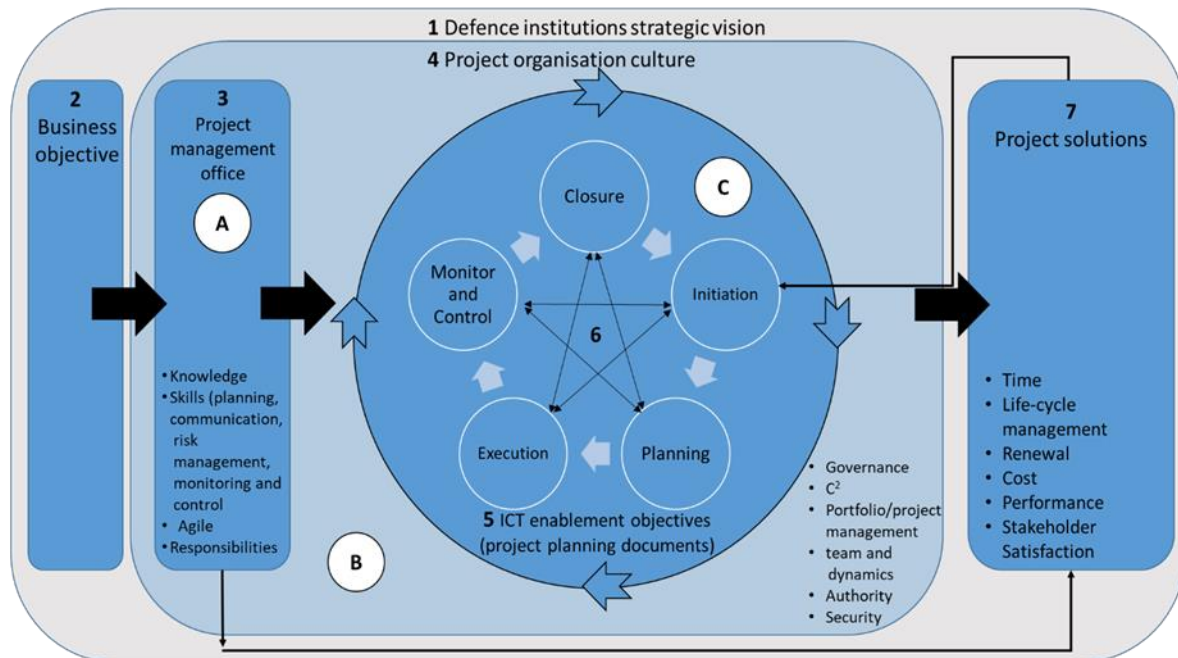 1 Defence institutions strategic vision
4 Project organisation culture
2
Business
objective
3
Project
management
office
A
• Knowledge
• Skills (planning,
communication,
risk
management,
monitoring and
control
• Agile
• Responsibilities
B
C
Closure
Monitor
and
Control
Initiation
6
Execution
Planning
5 ICT enablement objectives
(project planning documents)
• Governance
• C²
• Portfolio/project
management
• team and
dynamics
• Authority
• Security
7
Project solutions
• Time
• Life-cycle
management
• Renewal
• Cost
• Performance
• Stakeholder
Satisfaction